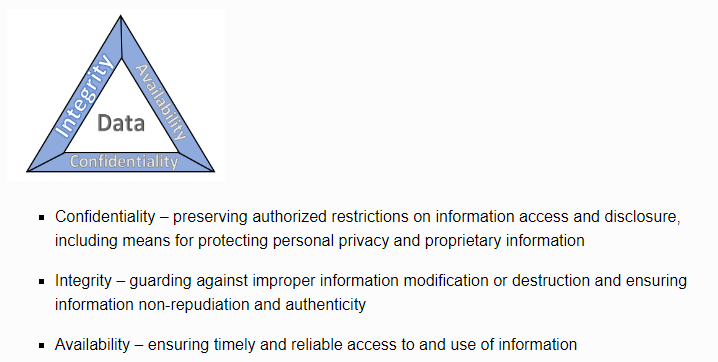 Integrity
Availability
Data
Confidentiality
▪ Confidentiality – preserving authorized restrictions on information access and disclosure,
including means for protecting personal privacy and proprietary information
▪ Integrity – guarding against improper information modification or destruction and ensuring
information non-repudiation and authenticity
▪ Availability – ensuring timely and reliable access to and use of information